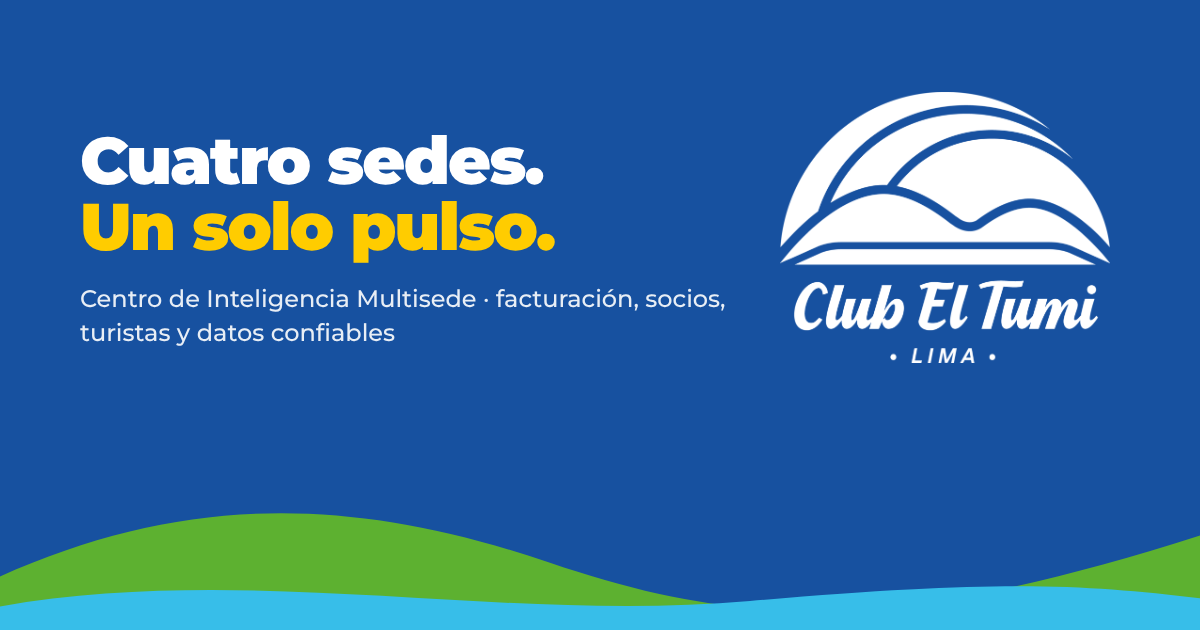 Cuatro sedes.
Un solo pulso.
Centro de Inteligencia Multisede · facturación, socios,
turistas y datos confiables
Club El Tumi
• LIMA •